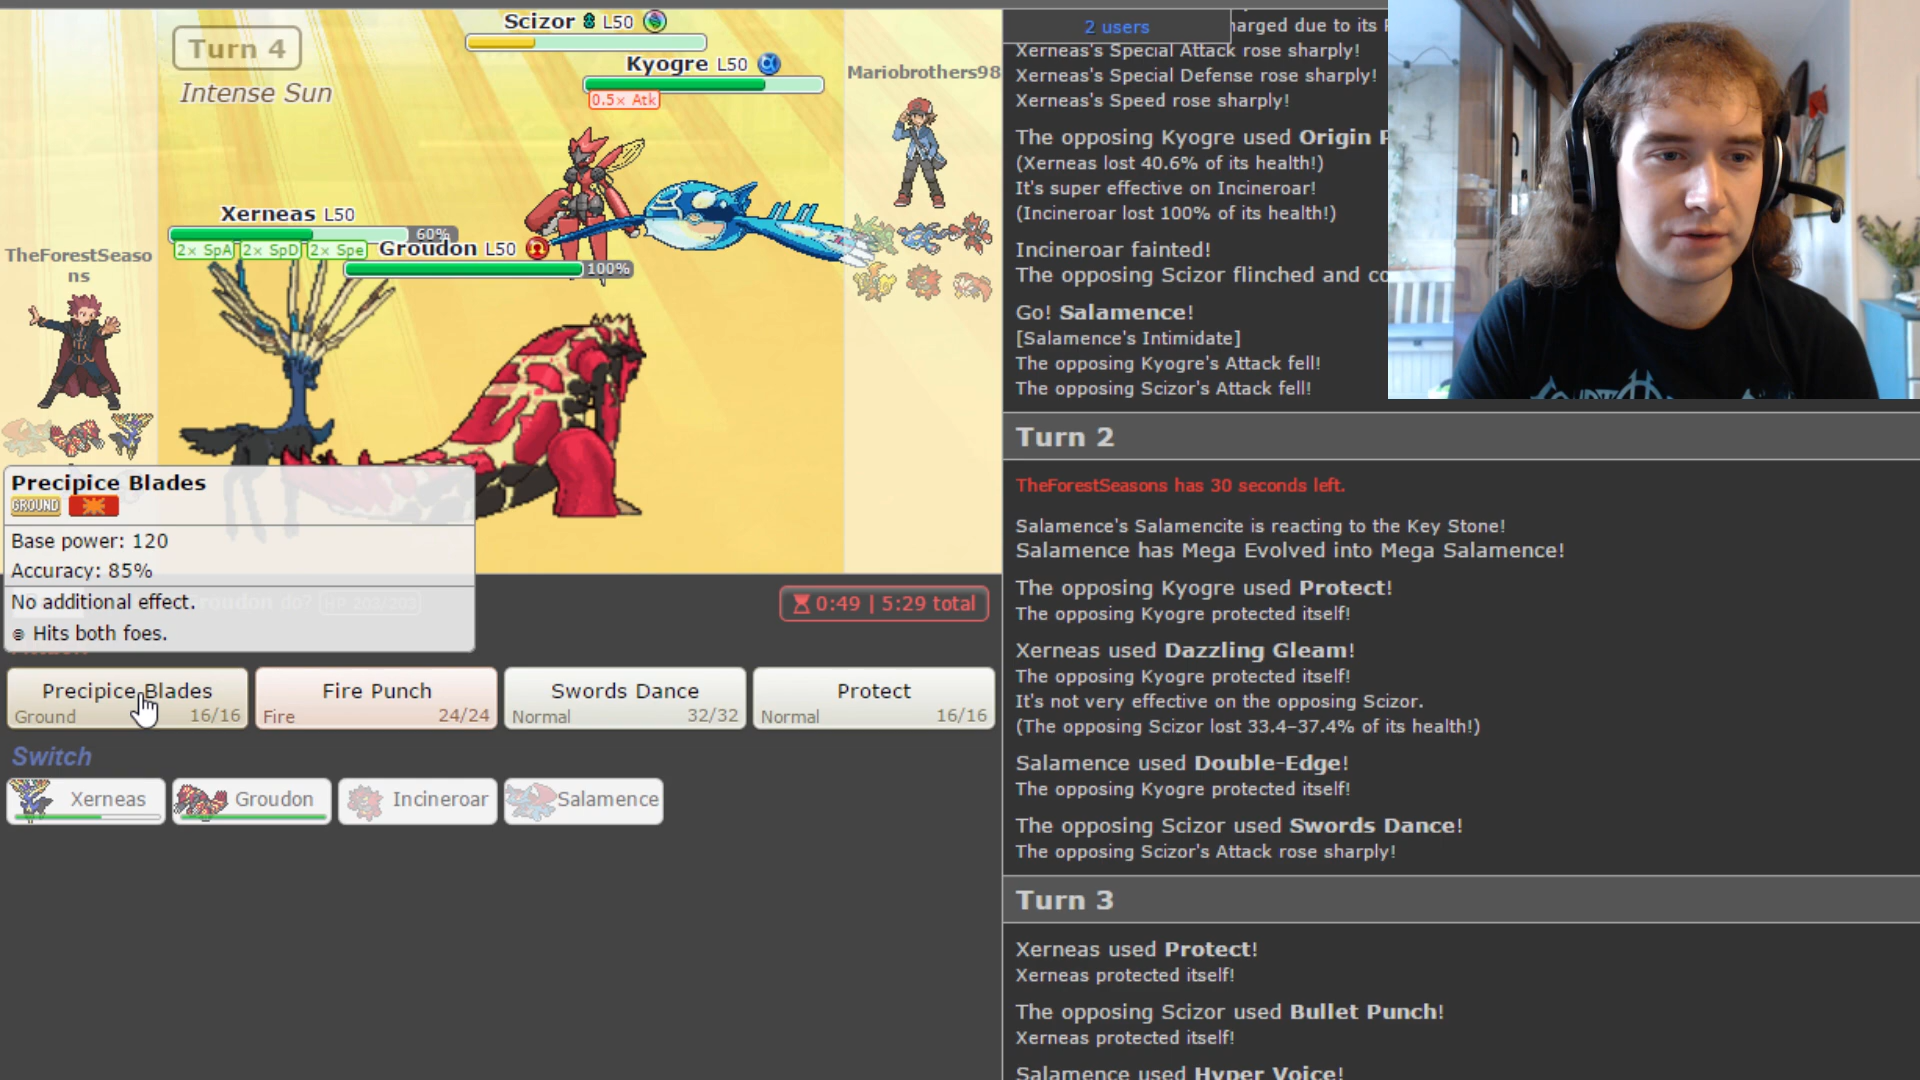 Turn 4
Intense Sun
Scizor L50
Kyogre L50
0.5× Atk
Mariobrothers98
Xerneas L50
60%
2× SpA 2× SpD 2× Spe
Groudon L50
100%
TheForestSeaso
ns
Precipice Blades
GROUND
Base power: 120
Accuracy: 85%
No additional effect.
Hits both foes.
0:49 | 5:29 total
Precipice Blades
Ground 16/16
Fire Punch
Fire 24/24
Swords Dance
Normal 32/32
Protect
Normal 16/16
Switch
Xerneas
Groudon
Incineroar
Salamence
2 users
harged due to its
Xerneas's Special Attack rose sharply!
Xerneas's Special Defense rose sharply!
Xerneas's Speed rose sharply!
The opposing Kyogre used Origin P
(Xerneas lost 40.6% of its health!)
It's super effective on Incineroar!
(Incineroar lost 100% of its health!)
Incineroar fainted!
The opposing Scizor flinched and co
Go! Salamence!
[Salamence's Intimidate]
The opposing Kyogre's Attack fell!
The opposing Scizor's Attack fell!
Turn 2
TheForestSeasons has 30 seconds left.
Salamence's Salamencite is reacting to the Key Stone!
Salamence has Mega Evolved into Mega Salamence!
The opposing Kyogre used Protect!
The opposing Kyogre protected itself!
Xerneas used Dazzling Gleam!
The opposing Kyogre protected itself!
It's not very effective on the opposing Scizor.
(The opposing Scizor lost 33.4–37.4% of its health!)
Salamence used Double-Edge!
The opposing Kyogre protected itself!
The opposing Scizor used Swords Dance!
The opposing Scizor's Attack rose sharply!
Turn 3
Xerneas used Protect!
Xerneas protected itself!
The opposing Scizor used Bullet Punch!
Xerneas protected itself!
Salamence used Hyper Voice!